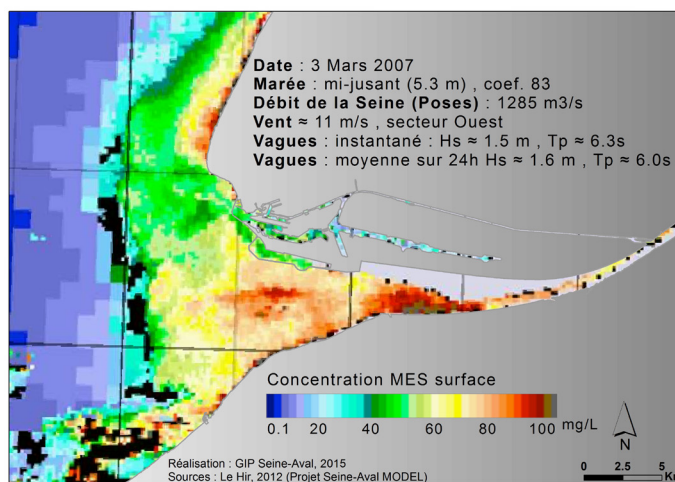 Date : 3 Mars 2007
Marée : mi-jusant (5.3 m) , coef. 83
Débit de la Seine (Poses) : 1285 m3/s
Vent ≈ 11 m/s , secteur Ouest
Vagues : instantané : Hs ≈ 1.5 m , Tp ≈ 6.3s
Vagues : moyenne sur 24h Hs ≈ 1.6 m , Tp ≈ 6.0s
Concentration MES surface
0.1 20 40 60 80 100 mg/L
N
Réalisation : GIP Seine-Aval, 2015
Sources : Le Hir, 2012 (Projet Seine-Aval MODEL)
0 2.5 5